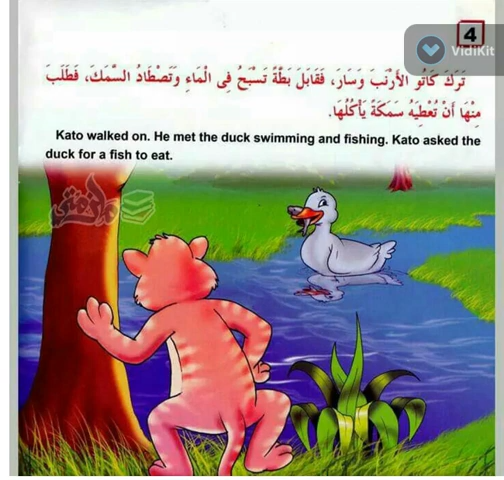 4
VidiKit
تَرَكَ كَاتُو الأَرْنَبَ وَسَارَ، فَقَابَلَ بَطَّةً تَسْبَحُ فِى الْمَاءِ وَتَصْطَادُ السَّمَكَ، فَطَلَبَ
مِنْهَا أَنْ تُعْطِيَهُ سَمَكَةً يَأْكُلُهَا.
Kato walked on. He met the duck swimming and fishing. Kato asked the
duck for a fish to eat.